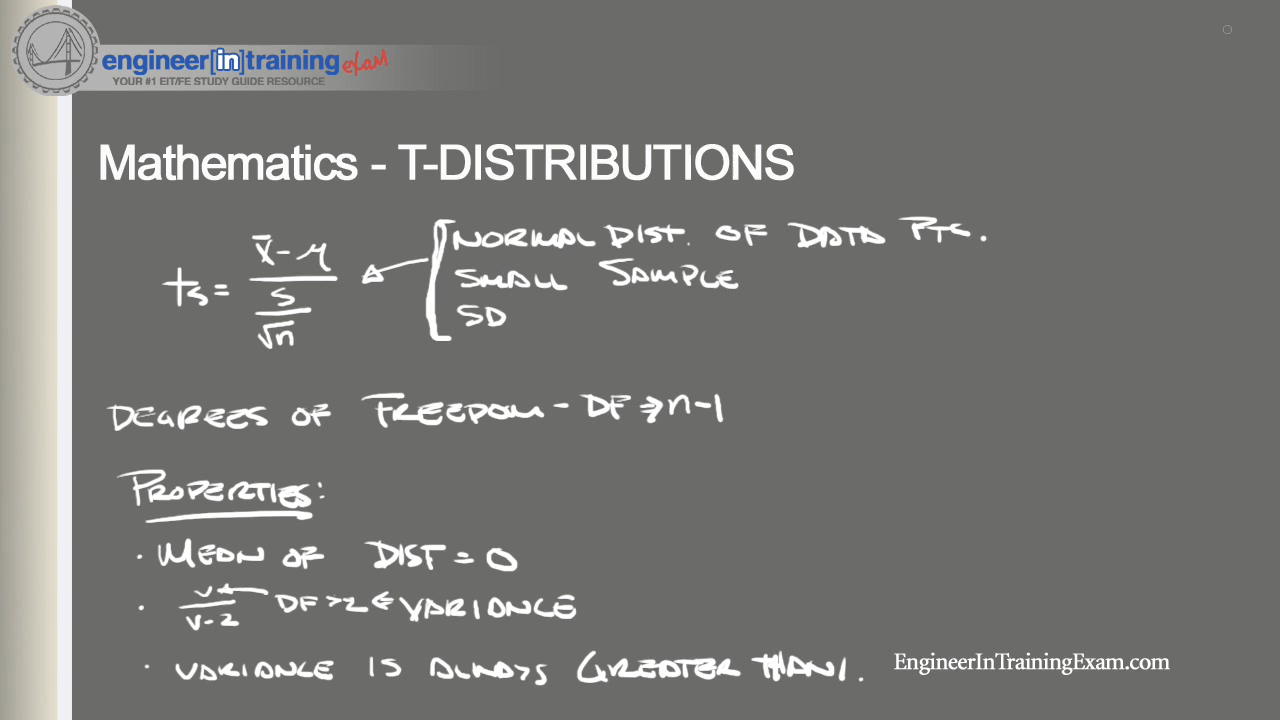 engineer[in]training exam
YOUR #1 EIT/FE STUDY GUIDE RESOURCE
Mathematics - T-DISTRIBUTIONS
ts = (x̄ - μ) / (s / √n)
NORMAL DIST. OF DATA PTS.
SMALL SAMPLE
SD
DEGREES OF FREEDOM - DF ⇒ n-1
PROPERTIES:
· MEAN OF DIST = 0
· v / (v-2) ← DF >2 ← VARIANCE
· VARIANCE IS ALWAYS GREATER THAN 1.
EngineerInTrainingExam.com